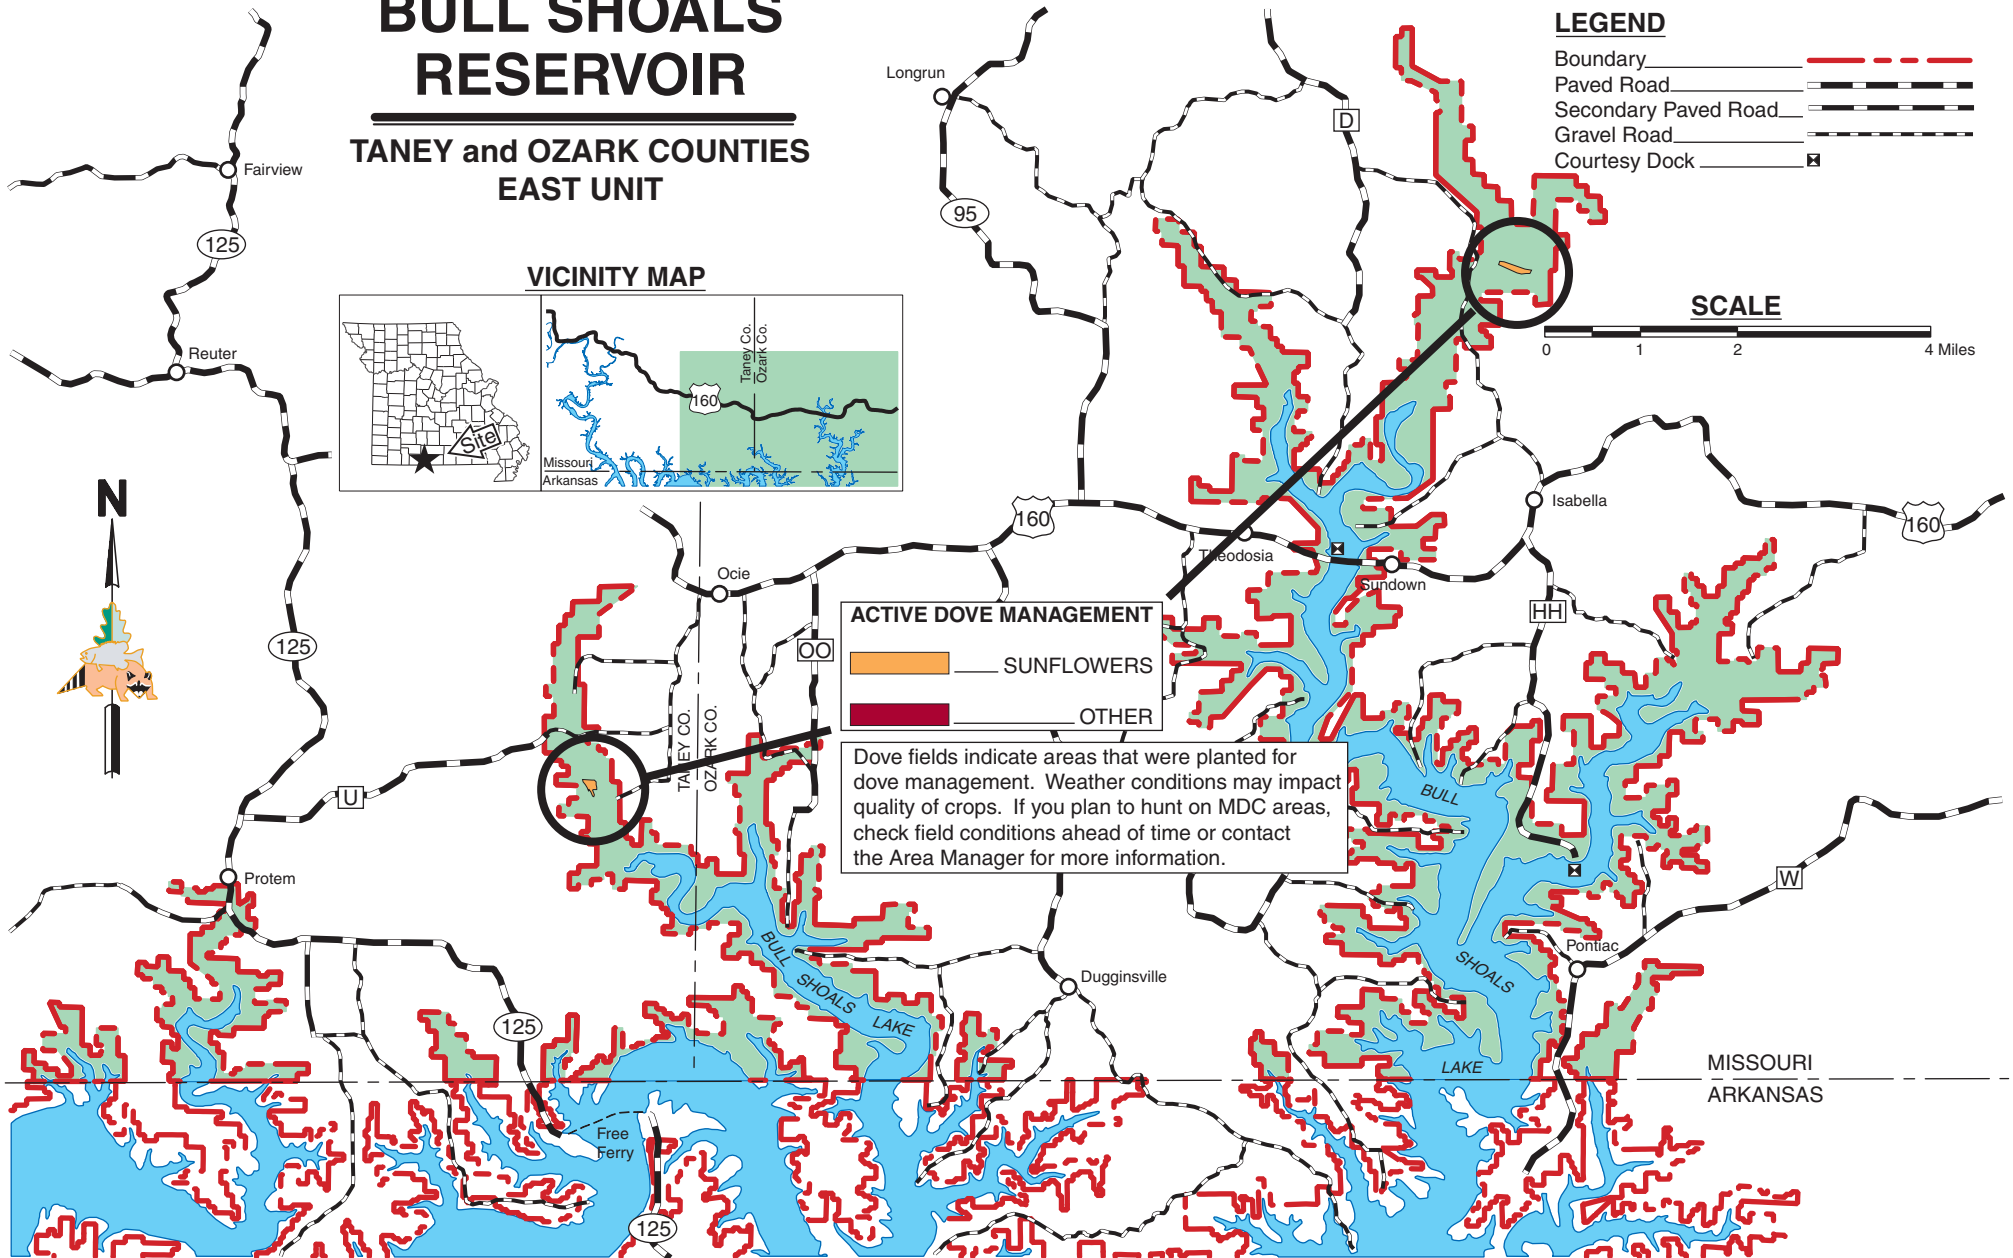 BULL SHOALS
RESERVOIR
TANEY and OZARK COUNTIES
EAST UNIT
LEGEND
Boundary
Paved Road
Secondary Paved Road
Gravel Road
Courtesy Dock
SCALE
0 1 2 4 Miles
VICINITY MAP
Site
Taney Co.
Ozark Co.
160
Missouri
Arkansas
Fairview
125
Reuter
N
125
U
Protem
Longrun
95
D
160
Theodosia
Sundown
Isabella
160
HH
Ocie
OO
TANEY CO.
OZARK CO.
ACTIVE DOVE MANAGEMENT
SUNFLOWERS
OTHER
Dove fields indicate areas that were planted for
dove management. Weather conditions may impact
quality of crops. If you plan to hunt on MDC areas,
check field conditions ahead of time or contact
the Area Manager for more information.
BULL
SHOALS
LAKE
BULL
SHOALS
LAKE
W
Pontiac
Dugginsville
125
Free
Ferry
125
MISSOURI
ARKANSAS